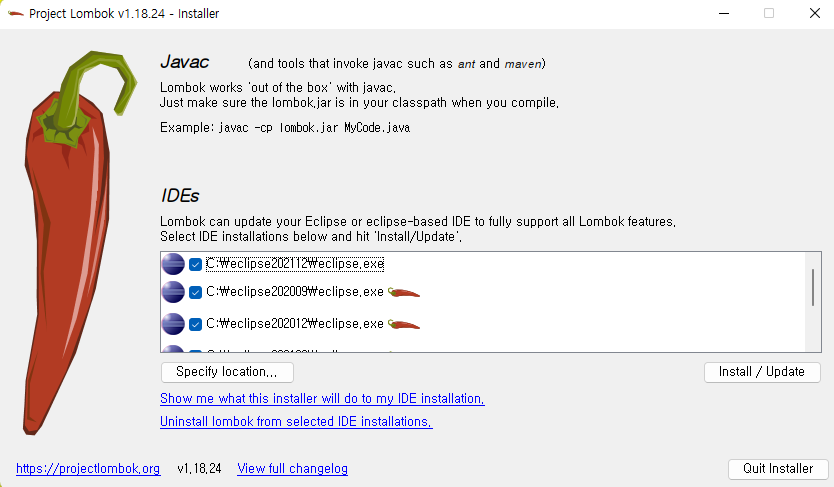 Project Lombok v1.18.24 - Installer
Javac (and tools that invoke javac such as ant and maven)
Lombok works 'out of the box' with javac.
Just make sure the lombok.jar is in your classpath when you compile.
Example: javac -cp lombok.jar MyCode.java
IDEs
Lombok can update your Eclipse or eclipse-based IDE to fully support all Lombok features.
Select IDE installations below and hit 'Install/Update'.
C:₩eclipse202112₩eclipse.exe
C:₩eclipse202009₩eclipse.exe
C:₩eclipse202012₩eclipse.exe
Specify location...
Install / Update
Show me what this installer will do to my IDE installation.
Uninstall lombok from selected IDE installations.
https://projectlombok.org v1.18.24 View full changelog
Quit Installer